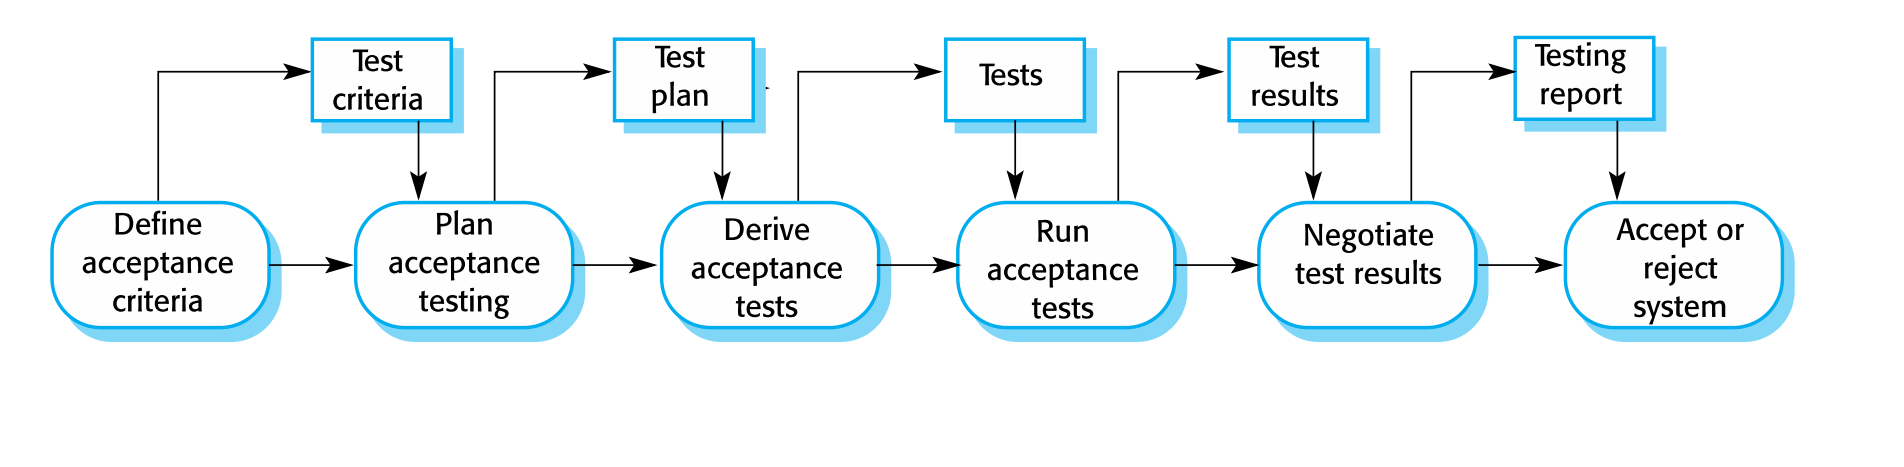 Test
criteria
Test
plan
Tests
Test
results
Testing
report
Define
acceptance
criteria
Plan
acceptance
testing
Derive
acceptance
tests
Run
acceptance
tests
Negotiate
test results
Accept or
reject
system